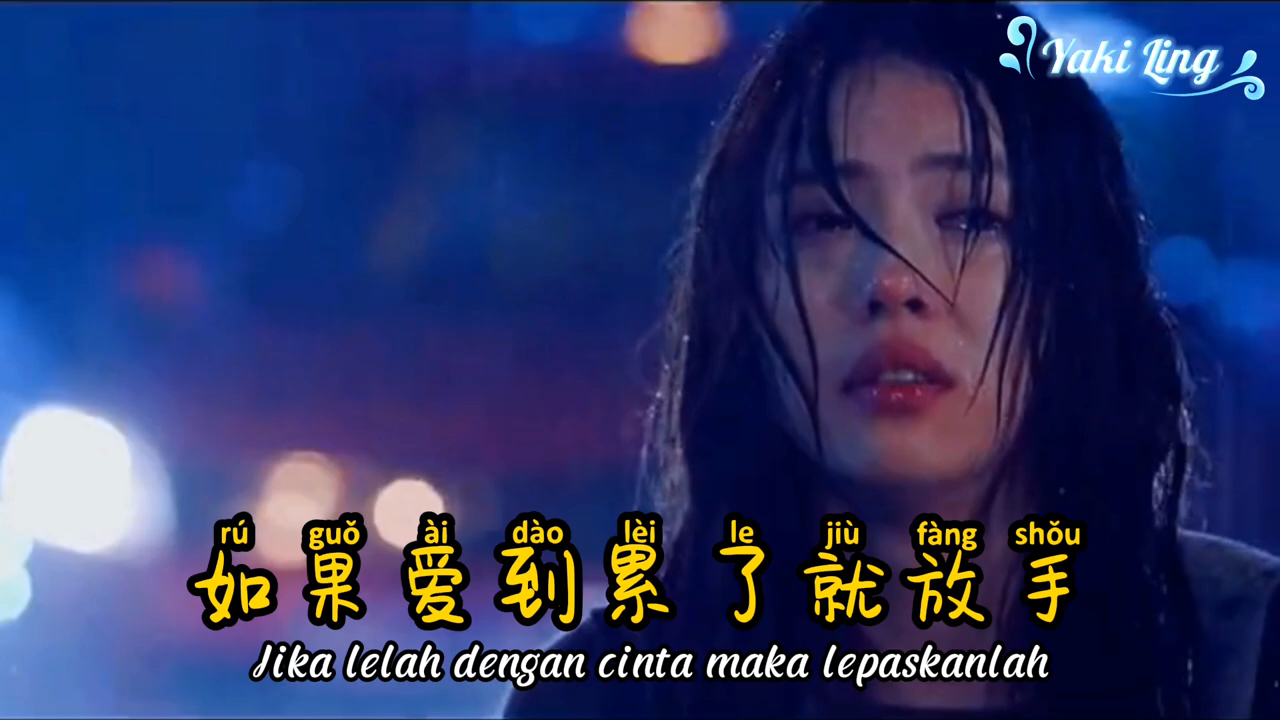 Yaki Ling
rú guǒ ài dào lèi le jiù fàng shǒu
如果爱到累了就放手
Jika lelah dengan cinta maka lepaskanlah